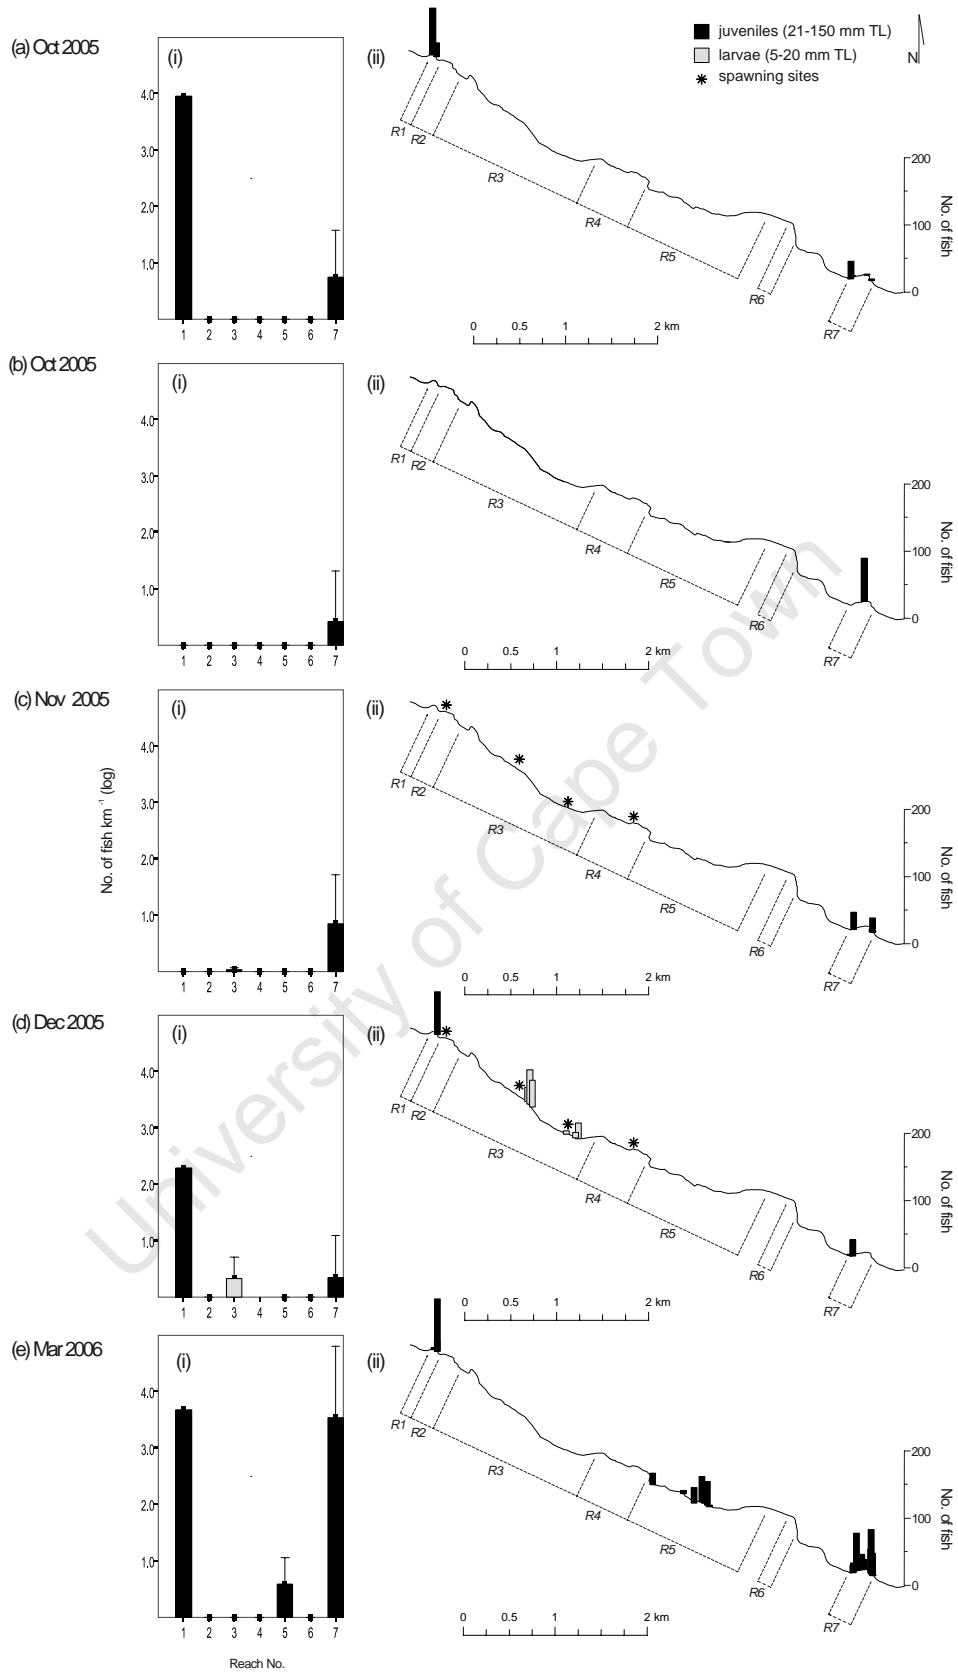 (a) Oct 2005
(i)
4.0
3.0
2.0
1.0
1 2 3 4 5 6 7
(ii)
juveniles (21-150 mm TL)
larvae (5-20 mm TL)
spawning sites
N
R1
R2
R3
R4
R5
R6
R7
200
100
0
No. of fish
0 0.5 1 2 km
(b) Oct 2005
(i)
4.0
3.0
2.0
1.0
1 2 3 4 5 6 7
(ii)
R1
R2
R3
R4
R5
R6
R7
200
100
0
No. of fish
0 0.5 1 2 km
(c) Nov 2005
(i)
No. of fish km⁻¹ (log)
4.0
3.0
2.0
1.0
1 2 3 4 5 6 7
(ii)
R1
R2
R3
R4
R5
R6
R7
200
100
0
No. of fish
0 0.5 1 2 km
(d) Dec 2005
(i)
4.0
3.0
2.0
1.0
1 2 3 4 5 6 7
(ii)
R1
R2
R3
R4
R5
R6
R7
200
100
0
No. of fish
0 0.5 1 2 km
(e) Mar 2006
(i)
4.0
3.0
2.0
1.0
1 2 3 4 5 6 7
Reach No.
(ii)
R1
R2
R3
R4
R5
R6
R7
200
100
0
No. of fish
0 0.5 1 2 km
University of Cape Town